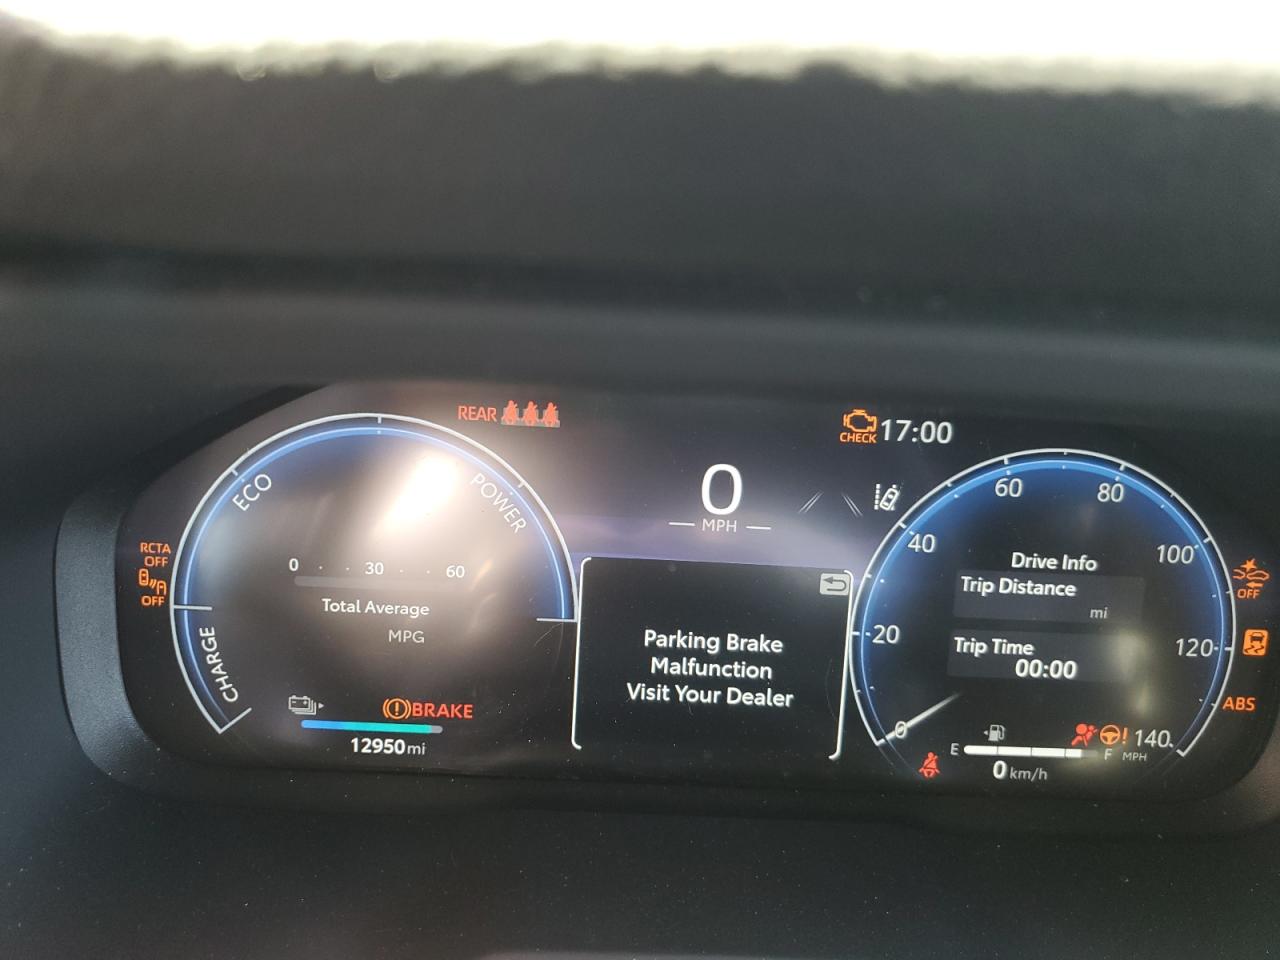 REAR
CHECK 17:00
0
MPH
RCTA
OFF
OFF
ECO
POWER
CHARGE
0 30 60
Total Average
MPG
BRAKE
12950 mi
Parking Brake
Malfunction
Visit Your Dealer
0
20
40
60
80
100
120
140
MPH
Drive Info
Trip Distance
mi
Trip Time
00:00
E F
0 km/h
OFF
ABS